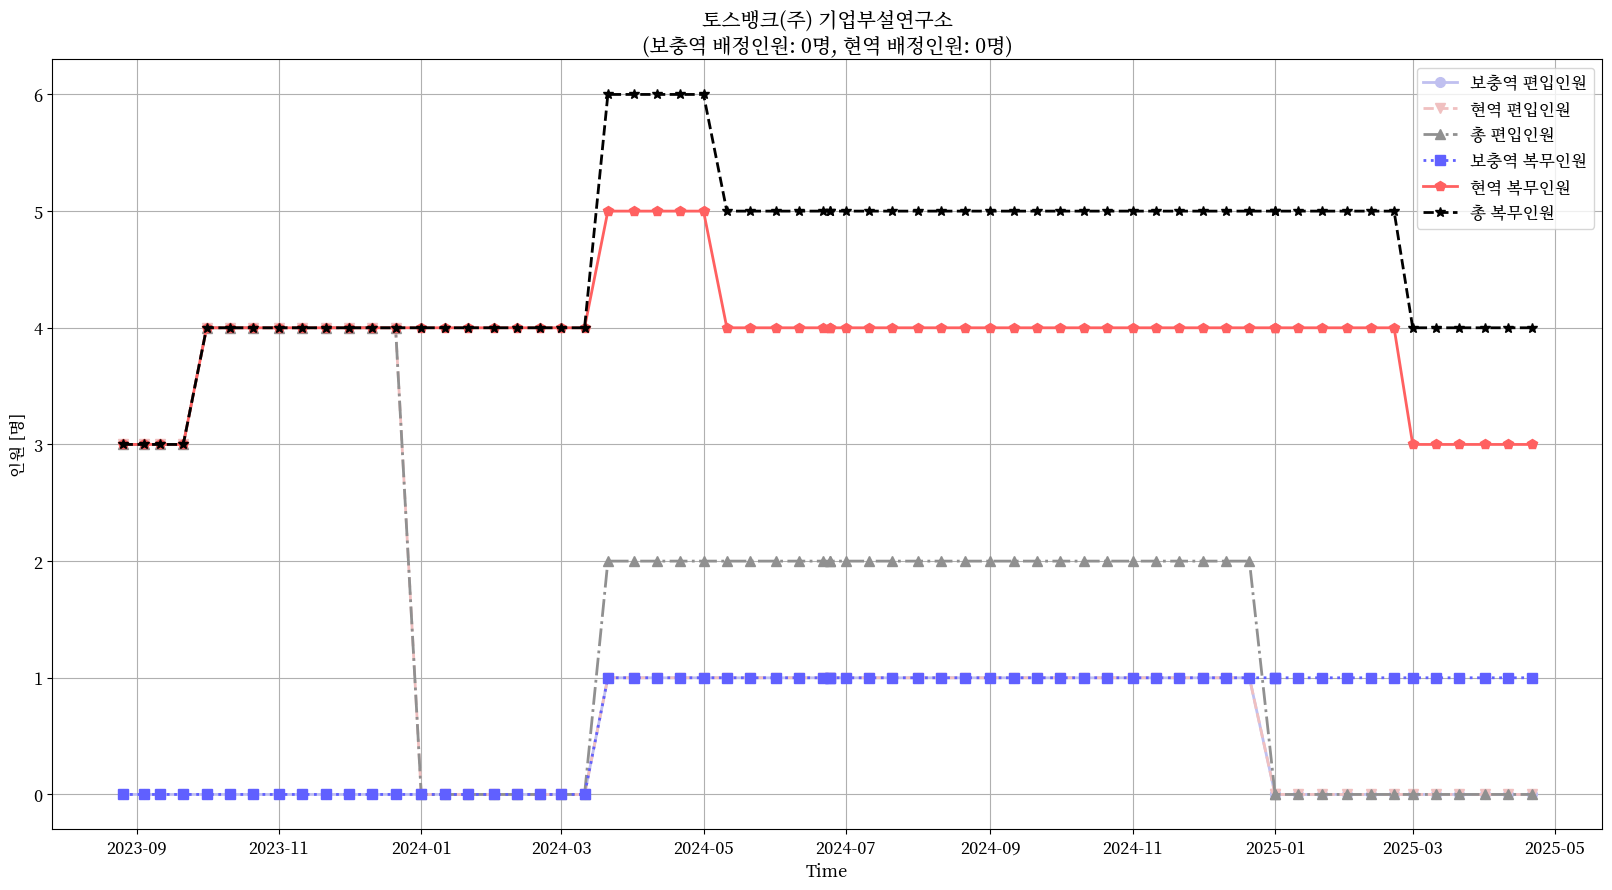 토스뱅크(주) 기업부설연구소
(보충역 배정인원: 0명, 현역 배정인원: 0명)
보충역 편입인원
현역 편입인원
총 편입인원
보충역 복무인원
현역 복무인원
총 복무인원
인원 [명]
6
5
4
3
2
1
0
2023-09
2023-11
2024-01
2024-03
2024-05
2024-07
2024-09
2024-11
2025-01
2025-03
2025-05
Time